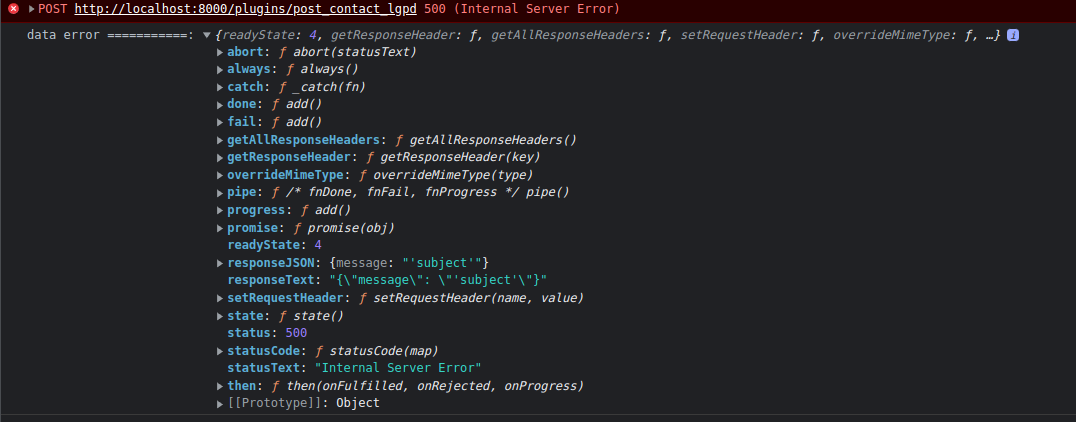 POST http://localhost:8000/plugins/post_contact_lgpd 500 (Internal Server Error)
data error ===========: {readyState: 4, getResponseHeader: ƒ, getAllResponseHeaders: ƒ, setRequestHeader: ƒ, overrideMimeType: ƒ, …} i
abort: ƒ abort(statusText)
always: ƒ always()
catch: ƒ _catch(fn)
done: ƒ add()
fail: ƒ add()
getAllResponseHeaders: ƒ getAllResponseHeaders()
getResponseHeader: ƒ getResponseHeader(key)
overrideMimeType: ƒ overrideMimeType(type)
pipe: ƒ /* fnDone, fnFail, fnProgress */ pipe()
progress: ƒ add()
promise: ƒ promise(obj)
readyState: 4
responseJSON: {message: "'subject'"}
responseText: "{\"message\": \"'subject'\"}"
setRequestHeader: ƒ setRequestHeader(name, value)
state: ƒ state()
status: 500
statusCode: ƒ statusCode(map)
statusText: "Internal Server Error"
then: ƒ then(onFulfilled, onRejected, onProgress)
[[Prototype]]: Object